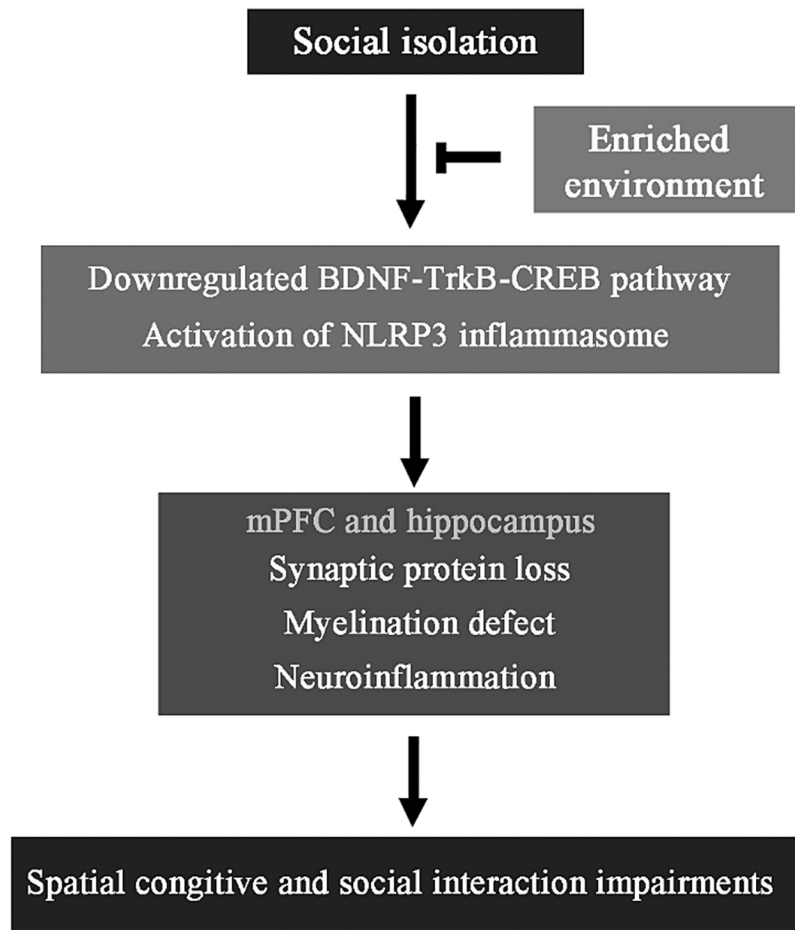 Social isolation
Enriched
environment
Downregulated BDNF-TrkB-CREB pathway
Activation of NLRP3 inflammasome
mPFC and hippocampus
Synaptic protein loss
Myelination defect
Neuroinflammation
Spatial congitive and social interaction impairments